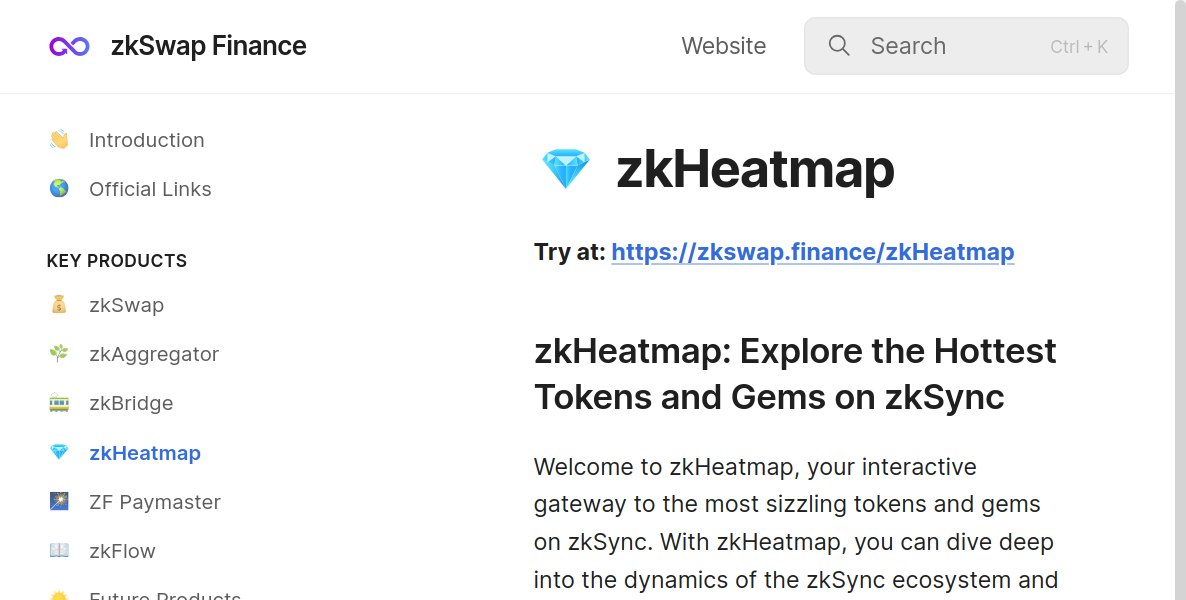 zkSwap Finance
Website
Search
Ctrl + K
Introduction
Official Links
KEY PRODUCTS
zkSwap
zkAggregator
zkBridge
zkHeatmap
ZF Paymaster
zkFlow
Future Products
zkHeatmap
Try at: https://zkswap.finance/zkHeatmap
zkHeatmap: Explore the Hottest
Tokens and Gems on zkSync
Welcome to zkHeatmap, your interactive
gateway to the most sizzling tokens and gems
on zkSync. With zkHeatmap, you can dive deep
into the dynamics of the zkSync ecosystem and